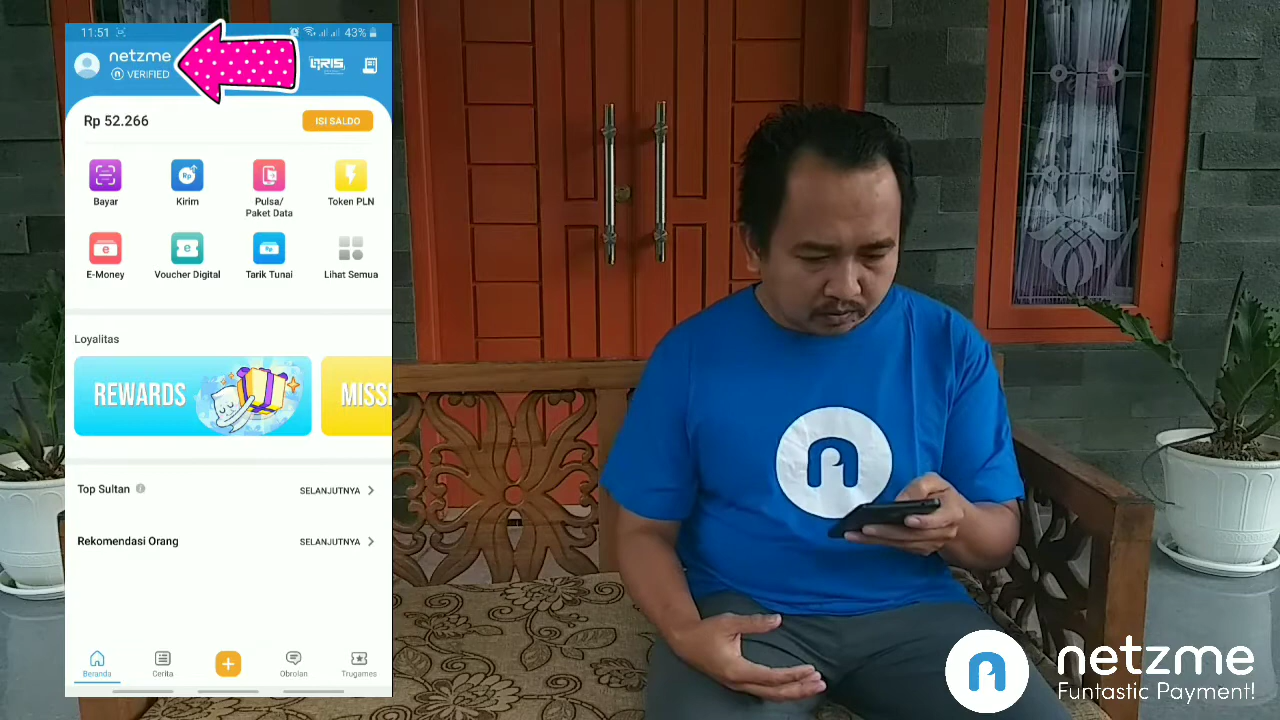 11:51
43%
netzme
VERIFIED
QRIS
Rp 52.266
ISI SALDO
Bayar
Kirim
Pulsa/
Paket Data
Token PLN
E-Money
Voucher Digital
Tarik Tunai
Lihat Semua
Loyalitas
REWARDS
MISSI
Top Sultan
SELANJUTNYA
Rekomendasi Orang
SELANJUTNYA
Beranda
Cerita
Obrolan
Trugames
netzme
Funtastic Payment!